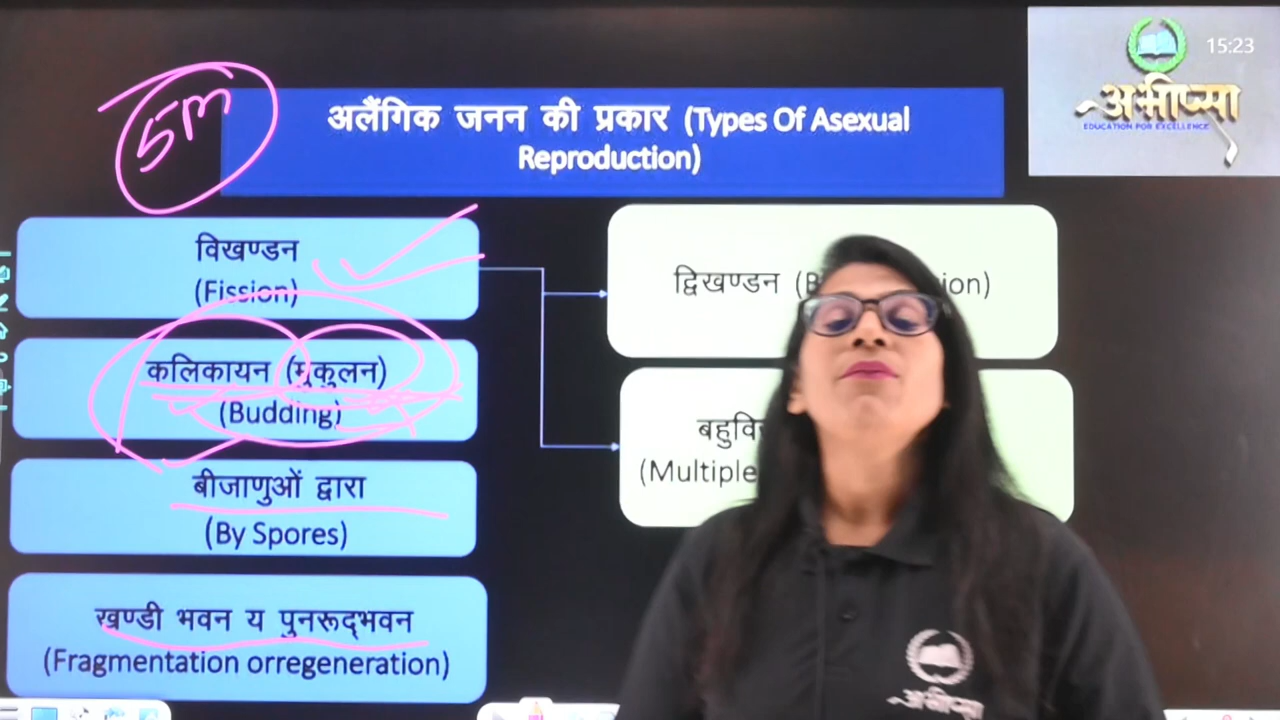 15:23
अभीप्सा
EDUCATION FOR EXCELLENCE
5m
अलैंगिक जनन की प्रकार (Types Of Asexual
Reproduction)
विखण्डन
(Fission)
द्विखण्डन
कलिकायन (मुकुलन)
(Budding)
(Multiple
बीजाणुओं द्वारा
(By Spores)
खण्डी भवन य पुनरूद्भवन
(Fragmentation orregeneration)
अभीप्सा